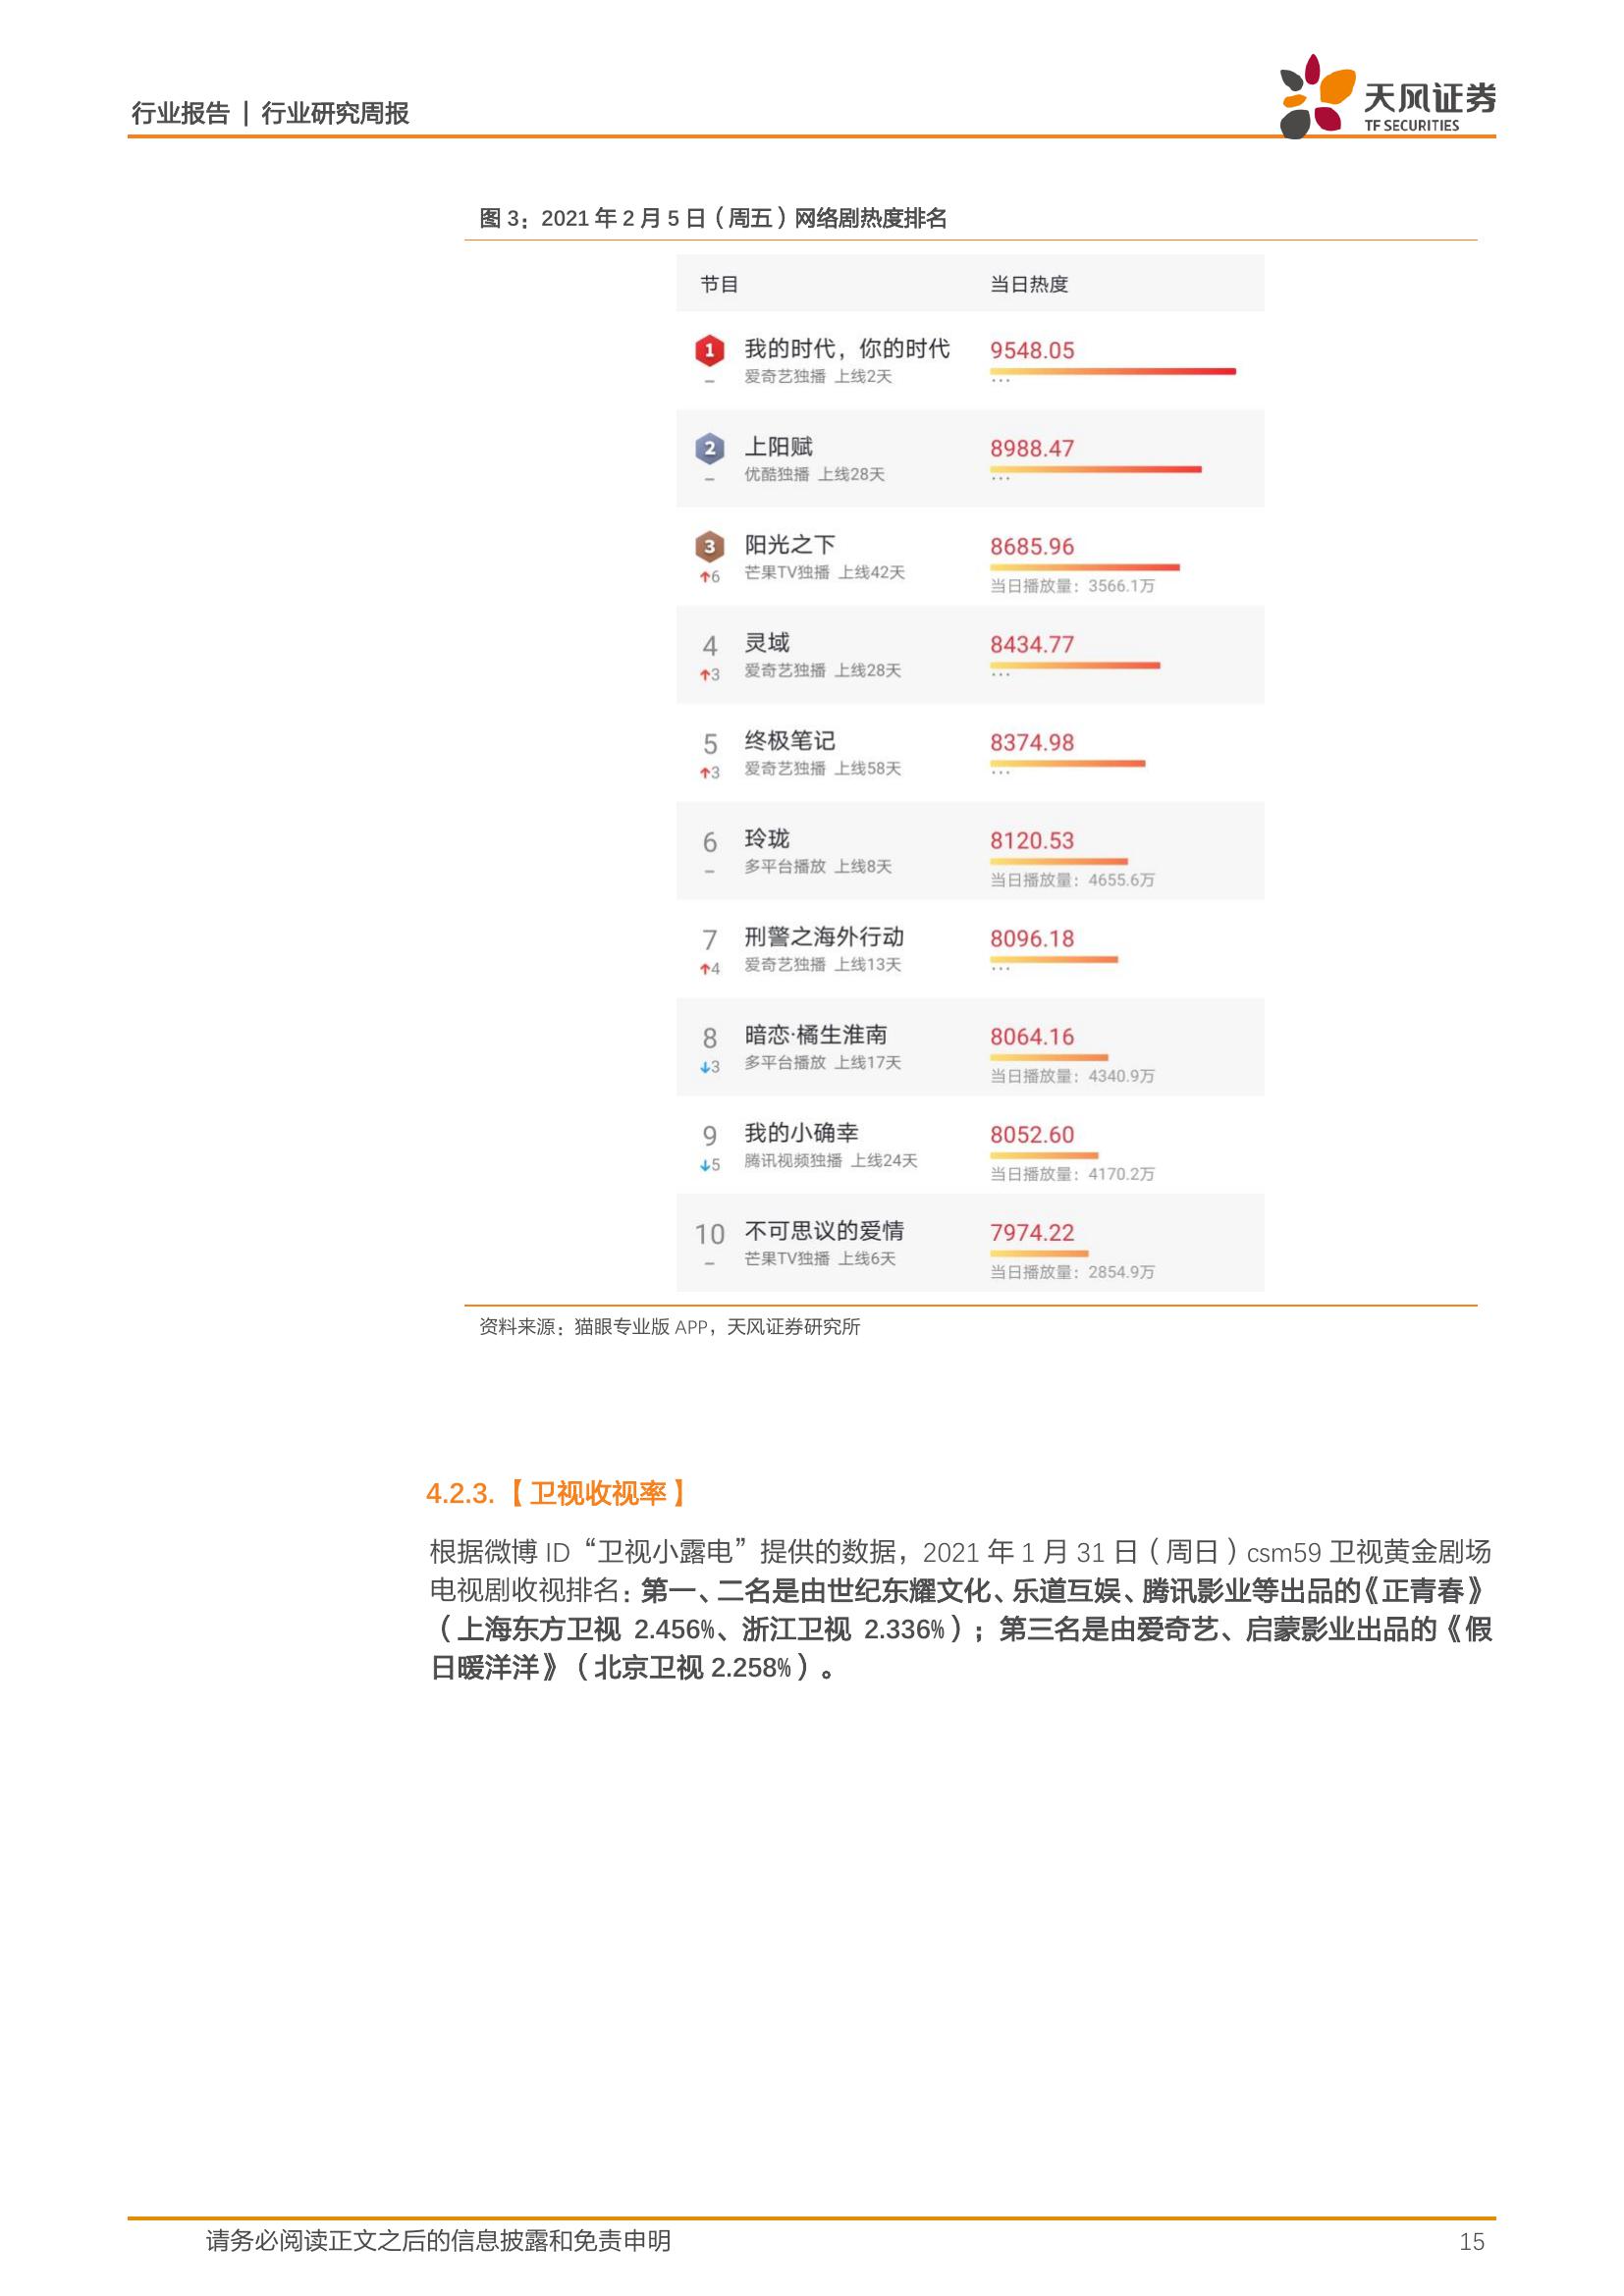 行业报告 | 行业研究周报
天风证券
TF SECURITIES
图 3：2021 年 2 月 5 日（周五）网络剧热度排名
节目 当日热度
1 我的时代，你的时代 9548.05
– 爱奇艺独播 上线2天 ...
2 上阳赋 8988.47
– 优酷独播 上线28天 ...
3 阳光之下 8685.96
↑6 芒果TV独播 上线42天 当日播放量：3566.1万
4 灵域 8434.77
↑3 爱奇艺独播 上线28天 ...
5 终极笔记 8374.98
↑3 爱奇艺独播 上线58天 ...
6 玲珑 8120.53
– 多平台播放 上线8天 当日播放量：4655.6万
7 刑警之海外行动 8096.18
↑4 爱奇艺独播 上线13天 ...
8 暗恋·橘生淮南 8064.16
↓3 多平台播放 上线17天 当日播放量：4340.9万
9 我的小确幸 8052.60
↓5 腾讯视频独播 上线24天 当日播放量：4170.2万
10 不可思议的爱情 7974.22
– 芒果TV独播 上线6天 当日播放量：2854.9万
资料来源：猫眼专业版 APP，天风证券研究所
4.2.3.【卫视收视率】
根据微博 ID“卫视小露电”提供的数据，2021 年 1 月 31 日（周日）csm59 卫视黄金剧场
电视剧收视排名：第一、二名是由世纪东耀文化、乐道互娱、腾讯影业等出品的《正青春》
（上海东方卫视 2.456%、浙江卫视 2.336%）；第三名是由爱奇艺、启蒙影业出品的《假
日暖洋洋》（北京卫视 2.258%）。
请务必阅读正文之后的信息披露和免责申明 15